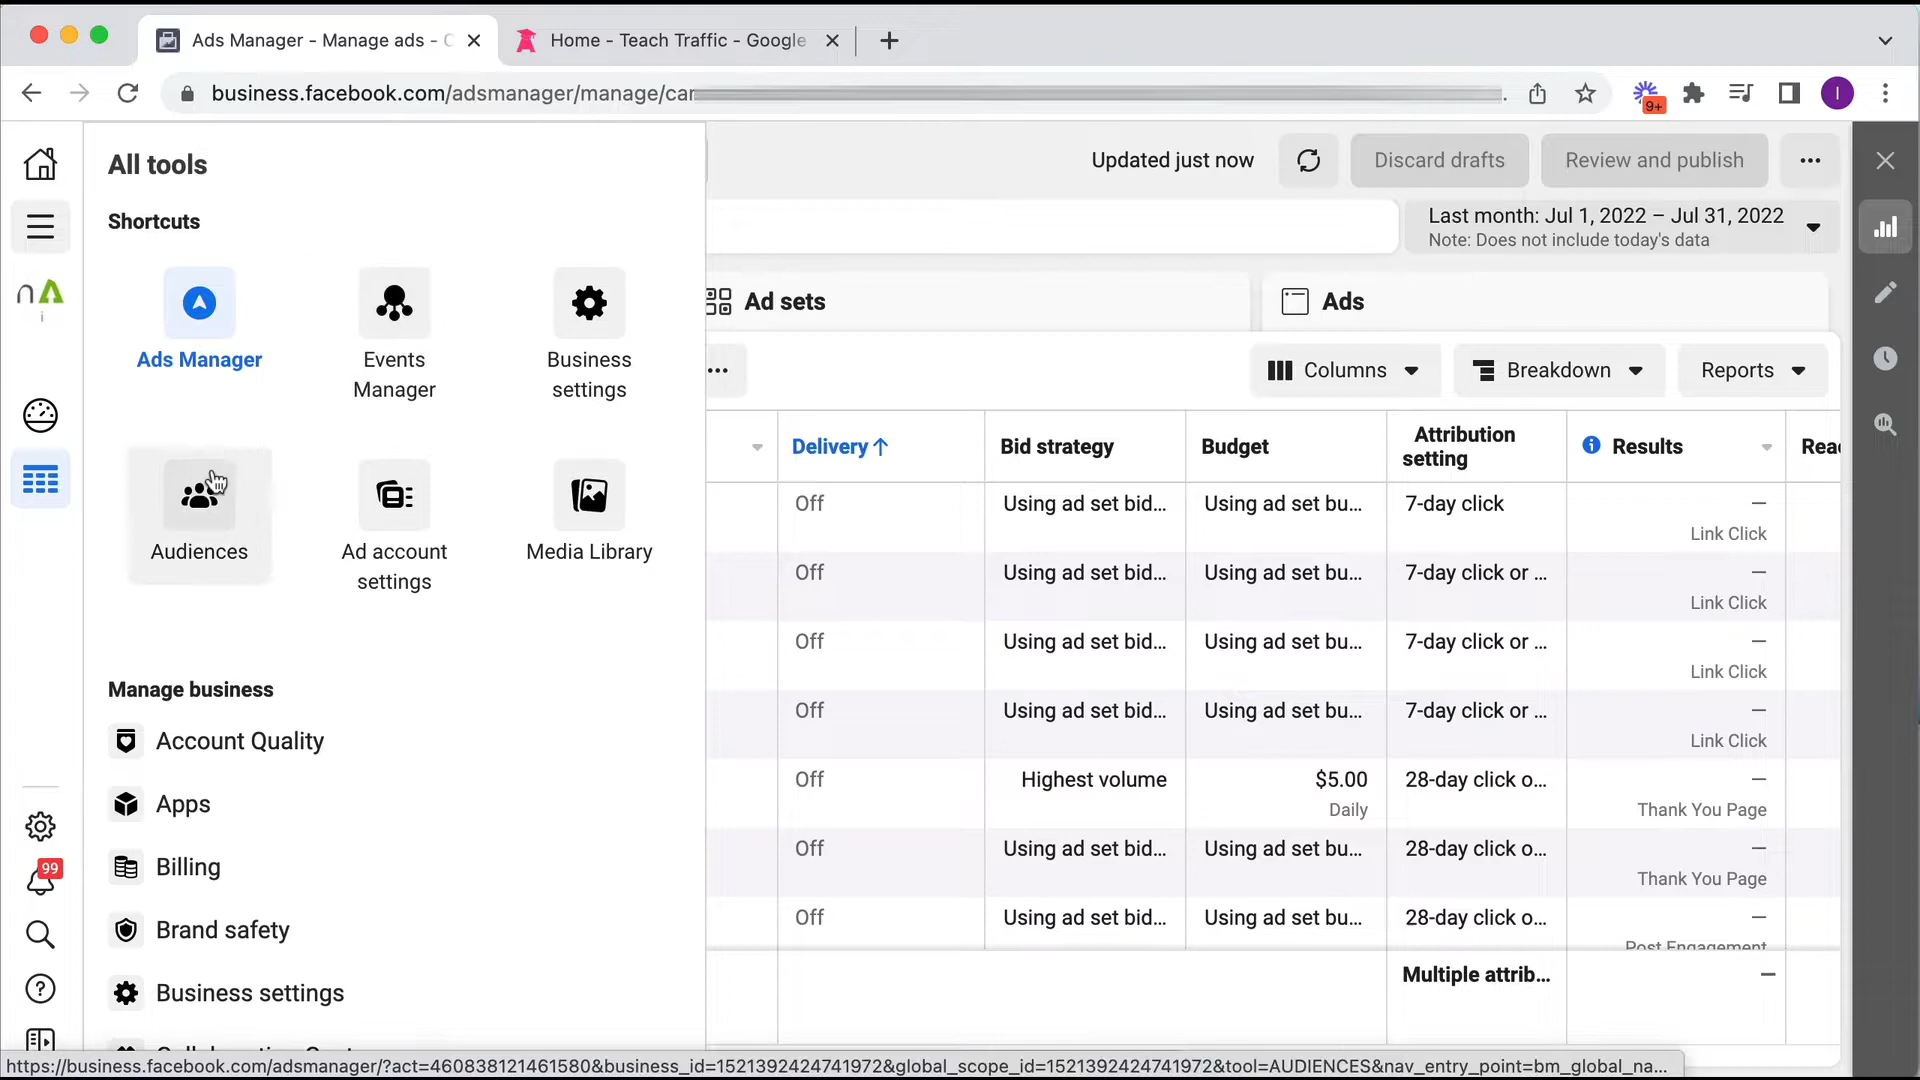 Ads Manager - Manage ads - C
Home - Teach Traffic - Google
business.facebook.com/adsmanager/manage/car
9+
I
All tools
Shortcuts
Ads Manager
Events
Manager
Business
settings
Audiences
Ad account
settings
Media Library
Manage business
Account Quality
Apps
Billing
Brand safety
Business settings
99
Updated just now
Discard drafts
Review and publish
Last month: Jul 1, 2022 – Jul 31, 2022
Note: Does not include today's data
Ad sets
Ads
Columns
Breakdown
Reports
Delivery↑
Bid strategy
Budget
Attribution
setting
Results
Reac
Off
Using ad set bid...
Using ad set bu...
7-day click
—
Link Click
Off
Using ad set bid...
Using ad set bu...
7-day click or ...
—
Link Click
Off
Using ad set bid...
Using ad set bu...
7-day click or ...
—
Link Click
Off
Using ad set bid...
Using ad set bu...
7-day click or ...
—
Link Click
Off
Highest volume
$5.00
Daily
28-day click o...
—
Thank You Page
Off
Using ad set bid...
Using ad set bu...
28-day click o...
—
Thank You Page
Off
Using ad set bid...
Using ad set bu...
28-day click o...
—
Post Engagement
Multiple attrib...
—
https://business.facebook.com/adsmanager/?act=460838121461580&business_id=1521392424741972&global_scope_id=1521392424741972&tool=AUDIENCES&nav_entry_point=bm_global_na...